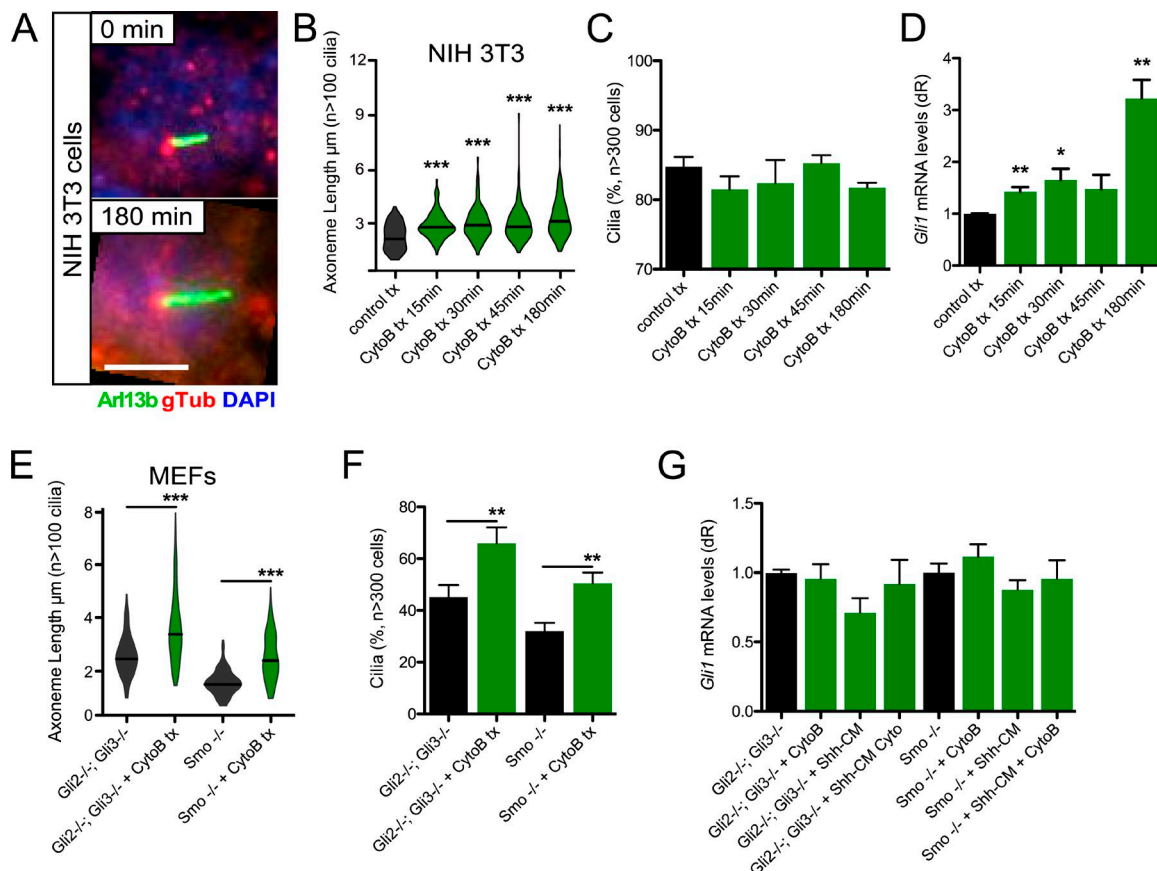 A
0 min
180 min
NIH 3T3 cells
Arl13b gTub DAPI
B
NIH 3T3
Axoneme Length µm (n>100 cilia)
12
9
6
3
***
***
***
***
control tx
CytoB tx 15min
CytoB tx 30min
CytoB tx 45min
CytoB tx 180min
C
Cilia (%, n>300 cells)
100
90
80
70
control tx
CytoB tx 15min
CytoB tx 30min
CytoB tx 45min
CytoB tx 180min
D
Gli1 mRNA levels (dR)
4
3
2
1
0
**
*
**
control tx
CytoB tx 15min
CytoB tx 30min
CytoB tx 45min
CytoB tx 180min
E
MEFs
Axoneme Length µm (n>100 cilia)
8
6
4
2
0
***
***
Gli2-/-; Gli3-/-
Gli2-/-; Gli3-/- + CytoB tx
Smo -/-
Smo -/- + CytoB tx
F
Cilia (%, n>300 cells)
80
60
40
20
0
**
**
Gli2-/-; Gli3-/-
Gli2-/-; Gli3-/- + CytoB tx
Smo -/-
Smo -/- + CytoB tx
G
Gli1 mRNA levels (dR)
1.5
1.0
0.5
0.0
Gli2-/-; Gli3-/-
Gli2-/-; Gli3-/- + CytoB
Gli2-/-; Gli3-/- + Shh-CM
Gli2-/-; Gli3-/- + Shh-CM Cyto
Smo -/-
Smo -/- + CytoB
Smo -/- + Shh-CM
Smo -/- + Shh-CM + CytoB